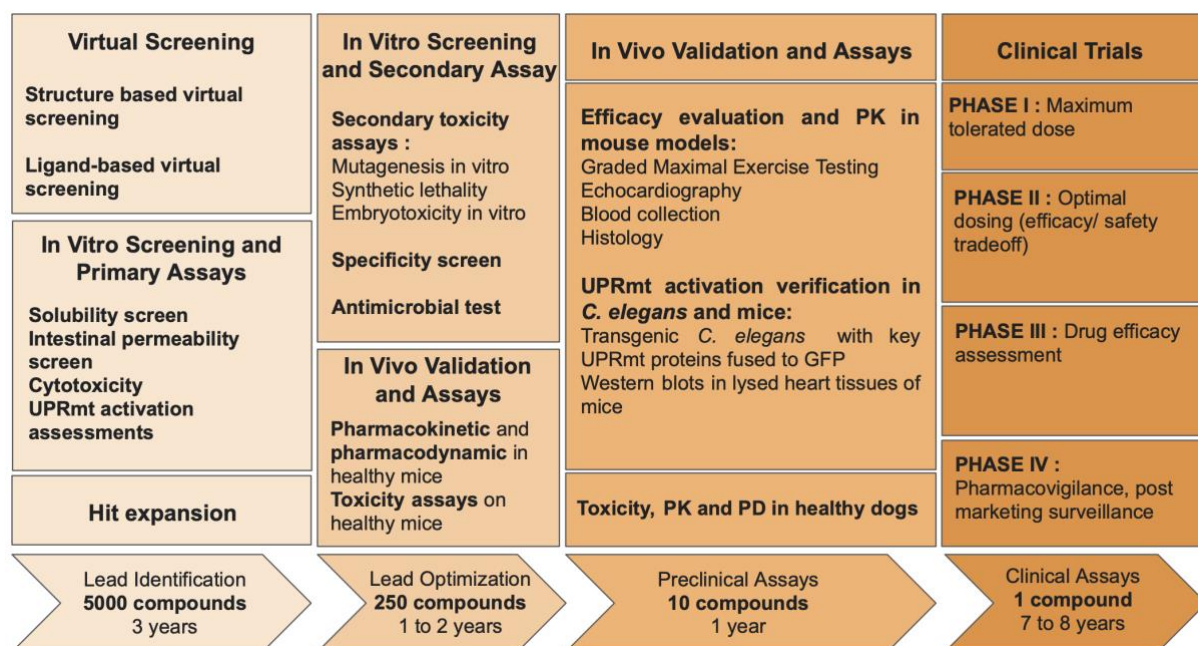 Virtual Screening
Structure based virtual
screening
Ligand-based virtual
screening
In Vitro Screening and
Primary Assays
Solubility screen
Intestinal permeability
screen
Cytotoxicity
UPRmt activation
assessments
Hit expansion
Lead Identification
5000 compounds
3 years
In Vitro Screening
and Secondary Assay
Secondary toxicity
assays :
Mutagenesis in vitro
Synthetic lethality
Embryotoxicity in vitro
Specificity screen
Antimicrobial test
In Vivo Validation
and Assays
Pharmacokinetic and
pharmacodynamic in
healthy mice
Toxicity assays on
healthy mice
Lead Optimization
250 compounds
1 to 2 years
In Vivo Validation and Assays
Efficacy evaluation and PK in
mouse models:
Graded Maximal Exercise Testing
Echocardiography
Blood collection
Histology
UPRmt activation verification in
C. elegans and mice:
Transgenic C. elegans with key
UPRmt proteins fused to GFP
Western blots in lysed heart tissues of
mice
Toxicity, PK and PD in healthy dogs
Preclinical Assays
10 compounds
1 year
Clinical Trials
PHASE I : Maximum
tolerated dose
PHASE II : Optimal
dosing (efficacy/ safety
tradeoff)
PHASE III : Drug efficacy
assessment
PHASE IV :
Pharmacovigilance, post
marketing surveillance
Clinical Assays
1 compound
7 to 8 years